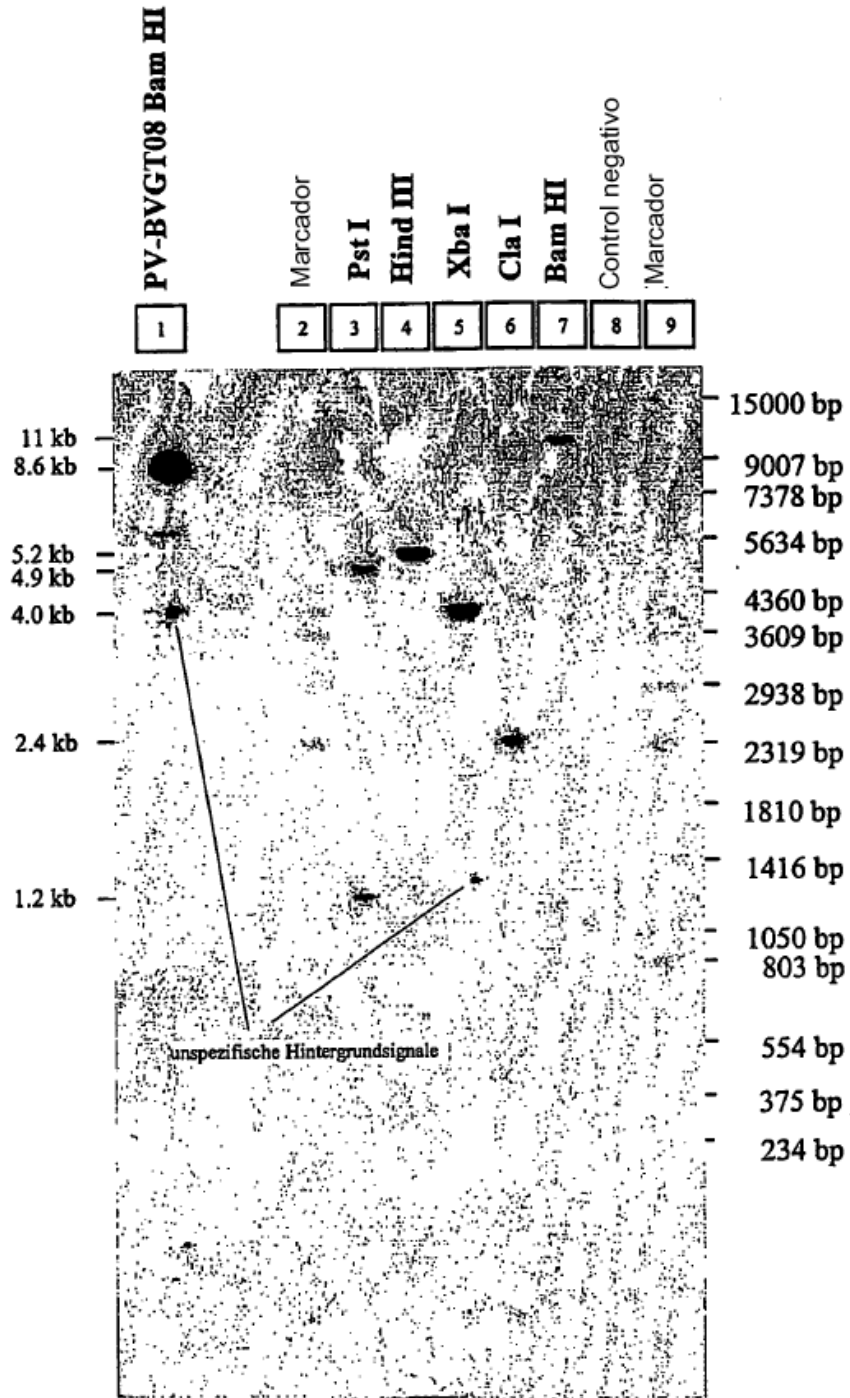 PV-BVGT08 Bam HI
Marcador
Pst I
Hind III
Xba I
Cla I
Bam HI
Control negativo
Marcador
1
2
3
4
5
6
7
8
9
11 kb
8.6 kb
5.2 kb
4.9 kb
4.0 kb
2.4 kb
1.2 kb
15000 bp
9007 bp
7378 bp
5634 bp
4360 bp
3609 bp
2938 bp
2319 bp
1810 bp
1416 bp
1050 bp
803 bp
554 bp
375 bp
234 bp
unspezifische Hintergrundsignale